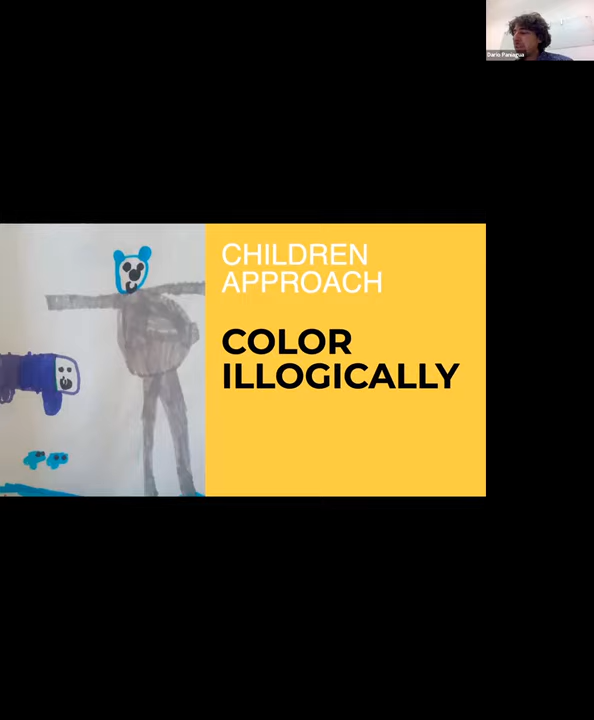 Dario Paniagua
CHILDREN
APPROACH
COLOR
ILLOGICALLY